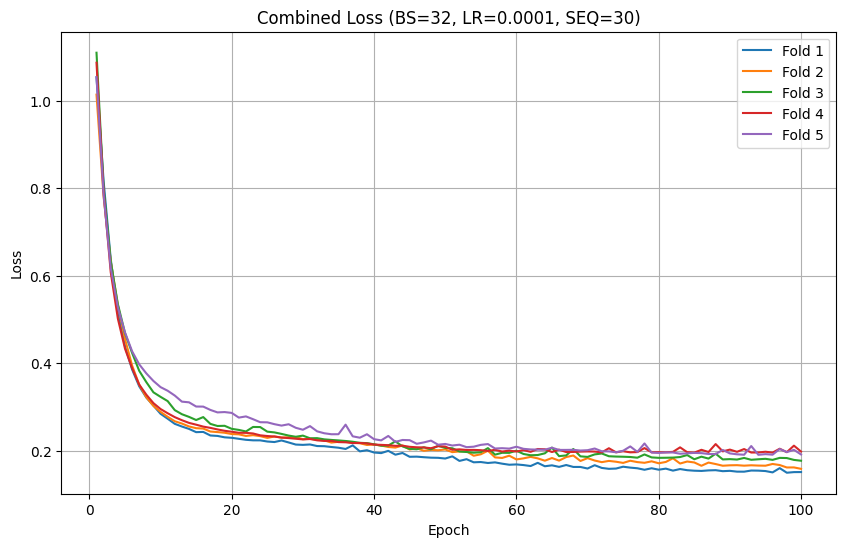 Combined Loss (BS=32, LR=0.0001, SEQ=30)
Fold 1
Fold 2
Fold 3
Fold 4
Fold 5
Loss
1.0
0.8
0.6
0.4
0.2
0 20 40 60 80 100
Epoch